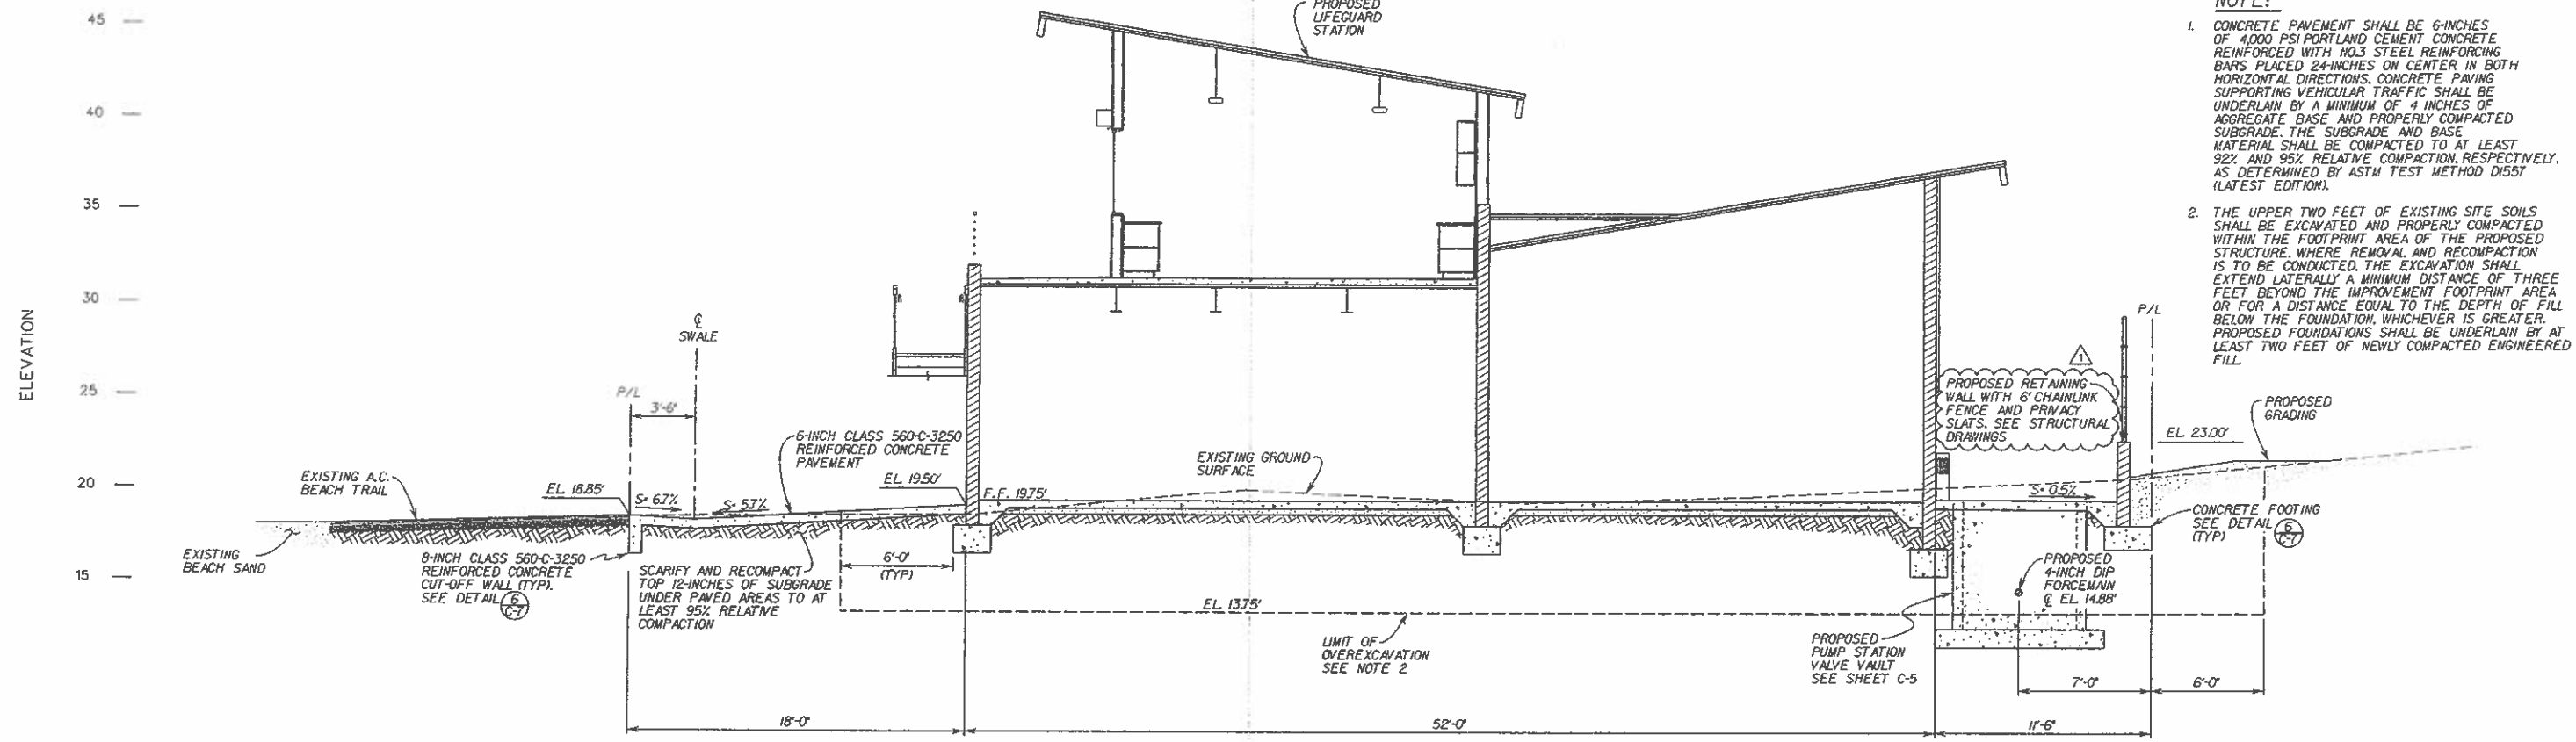 NOTE:
1. CONCRETE PAVEMENT SHALL BE 6-INCHES
OF 4,000 PSI PORTLAND CEMENT CONCRETE
REINFORCED WITH NO.3 STEEL REINFORCING
BARS PLACED 24-INCHES ON CENTER IN BOTH
HORIZONTAL DIRECTIONS. CONCRETE PAVING
SUPPORTING VEHICULAR TRAFFIC SHALL BE
UNDERLAIN BY A MINIMUM OF 4 INCHES OF
AGGREGATE BASE AND PROPERLY COMPACTED
SUBGRADE. THE SUBGRADE AND BASE
MATERIAL SHALL BE COMPACTED TO AT LEAST
92% AND 95% RELATIVE COMPACTION, RESPECTIVELY,
AS DETERMINED BY ASTM TEST METHOD D1557
(LATEST EDITION).
2. THE UPPER TWO FEET OF EXISTING SITE SOILS
SHALL BE EXCAVATED AND PROPERLY COMPACTED
WITHIN THE FOOTPRINT AREA OF THE PROPOSED
STRUCTURE. WHERE REMOVAL AND RECOMPACTION
IS TO BE CONDUCTED, THE EXCAVATION SHALL
EXTEND LATERALLY A MINIMUM DISTANCE OF THREE
FEET BEYOND THE IMPROVEMENT FOOTPRINT AREA
OR FOR A DISTANCE EQUAL TO THE DEPTH OF FILL
BELOW THE FOUNDATION, WHICHEVER IS GREATER.
PROPOSED FOUNDATIONS SHALL BE UNDERLAIN BY AT
LEAST TWO FEET OF NEWLY COMPACTED ENGINEERED
FILL
PROPOSED
LIFEGUARD
STATION
ELEVATION
45
40
35
30
25
20
15
℄
SWALE
P/L
3'-6"
6-INCH CLASS 560-C-3250
REINFORCED CONCRETE
PAVEMENT
EXISTING A.C.
BEACH TRAIL
EL 18.85'
S= 6.7%
S= 5.7%
EL 19.50'
F.F. 19.75'
EXISTING GROUND
SURFACE
1
PROPOSED RETAINING
WALL WITH 6' CHAINLINK
FENCE AND PRIVACY
SLATS. SEE STRUCTURAL
DRAWINGS
P/L
EL 23.00'
PROPOSED
GRADING
S= 0.5%
CONCRETE FOOTING
SEE DETAIL 6
(TYP) C-7
EXISTING
BEACH SAND
8-INCH CLASS 560-C-3250
REINFORCED CONCRETE
CUT-OFF WALL (TYP).
SEE DETAIL 6
C-7
SCARIFY AND RECOMPACT
TOP 12-INCHES OF SUBGRADE
UNDER PAVED AREAS TO AT
LEAST 95% RELATIVE
COMPACTION
6'-0"
(TYP)
EL 13.75'
LIMIT OF
OVEREXCAVATION
SEE NOTE 2
PROPOSED
4-INCH DIP
FORCEMAIN
℄ EL 14.88'
PROPOSED
PUMP STATION
VALVE VAULT
SEE SHEET C-5
7'-0"
6'-0"
18'-0"
52'-0"
11'-6"